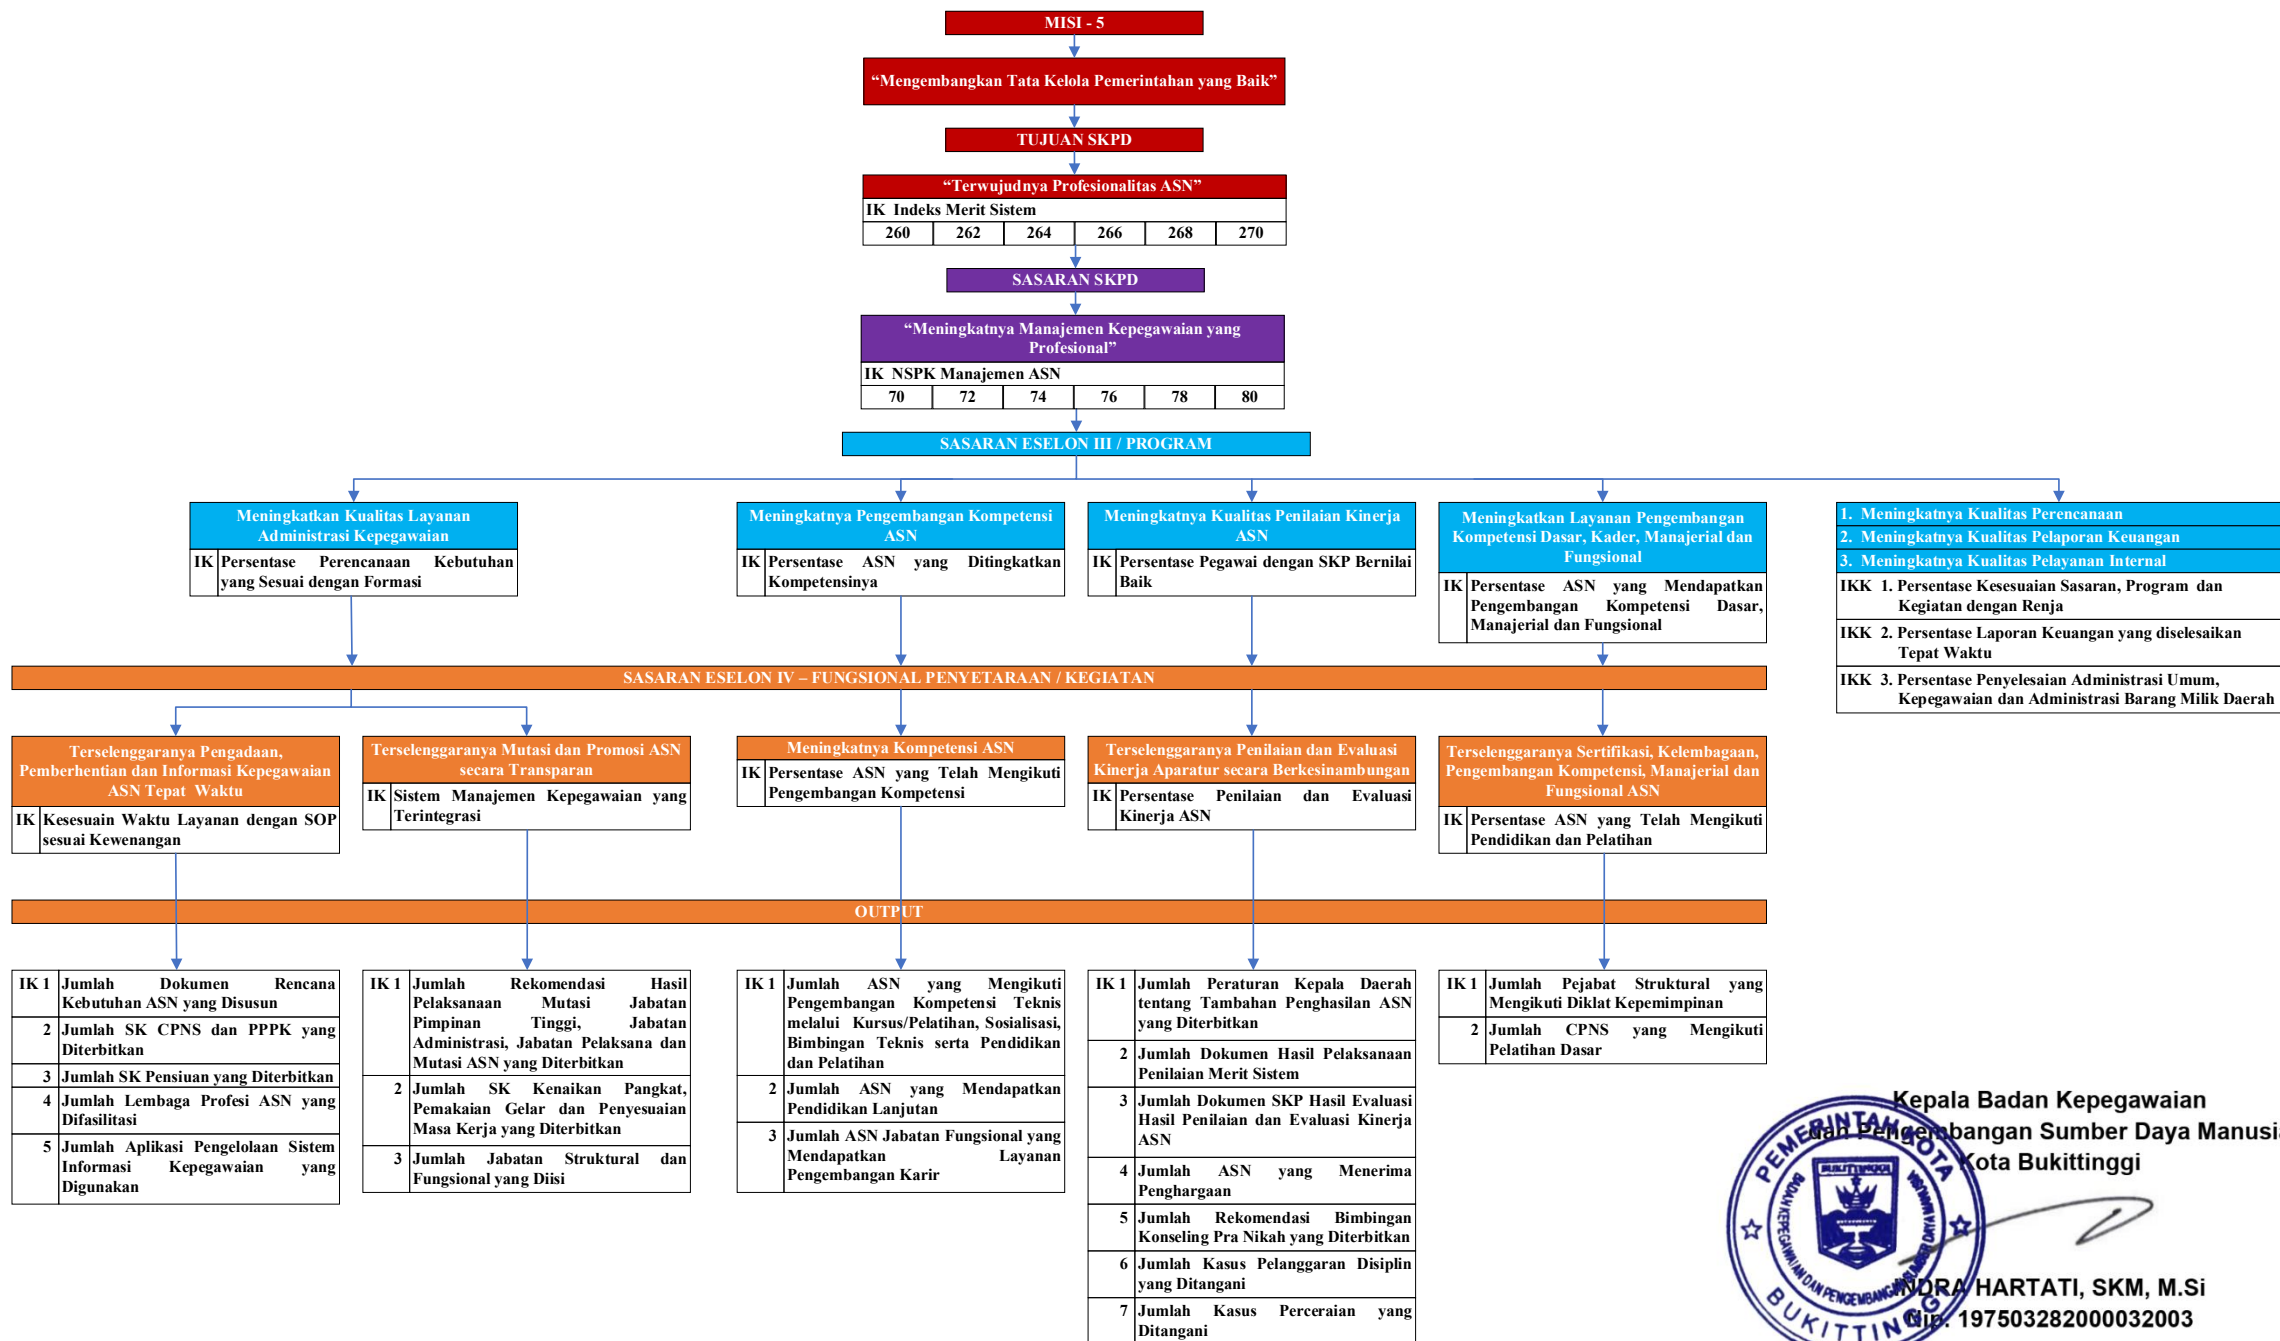 MISI - 5
“Mengembangkan Tata Kelola Pemerintahan yang Baik”
TUJUAN SKPD
“Terwujudnya Profesionalitas ASN”
IK Indeks Merit Sistem
260 262 264 266 268 270
SASARAN SKPD
“Meningkatnya Manajemen Kepegawaian yang
Profesional”
IK NSPK Manajemen ASN
70 72 74 76 78 80
SASARAN ESELON III / PROGRAM
Meningkatkan Kualitas Layanan
Administrasi Kepegawaian
IK Persentase Perencanaan Kebutuhan
yang Sesuai dengan Formasi
Meningkatnya Pengembangan Kompetensi
ASN
IK Persentase ASN yang Ditingkatkan
Kompetensinya
Meningkatnya Kualitas Penilaian Kinerja
ASN
IK Persentase Pegawai dengan SKP Bernilai
Baik
Meningkatkan Layanan Pengembangan
Kompetensi Dasar, Kader, Manajerial dan
Fungsional
IK Persentase ASN yang Mendapatkan
Pengembangan Kompetensi Dasar,
Manajerial dan Fungsional
1. Meningkatnya Kualitas Perencanaan
2. Meningkatnya Kualitas Pelaporan Keuangan
3. Meningkatnya Kualitas Pelayanan Internal
IKK 1. Persentase Kesesuaian Sasaran, Program dan
Kegiatan dengan Renja
IKK 2. Persentase Laporan Keuangan yang diselesaikan
Tepat Waktu
IKK 3. Persentase Penyelesaian Administrasi Umum,
Kepegawaian dan Administrasi Barang Milik Daerah
SASARAN ESELON IV – FUNGSIONAL PENYETARAAN / KEGIATAN
Terselenggaranya Pengadaan,
Pemberhentian dan Informasi Kepegawaian
ASN Tepat Waktu
IK Kesesuain Waktu Layanan dengan SOP
sesuai Kewenangan
Terselenggaranya Mutasi dan Promosi ASN
secara Transparan
IK Sistem Manajemen Kepegawaian yang
Terintegrasi
Meningkatnya Kompetensi ASN
IK Persentase ASN yang Telah Mengikuti
Pengembangan Kompetensi
Terselenggaranya Penilaian dan Evaluasi
Kinerja Aparatur secara Berkesinambungan
IK Persentase Penilaian dan Evaluasi
Kinerja ASN
Terselenggaranya Sertifikasi, Kelembagaan,
Pengembangan Kompetensi, Manajerial dan
Fungsional ASN
IK Persentase ASN yang Telah Mengikuti
Pendidikan dan Pelatihan
OUTPUT
IK 1 Jumlah Dokumen Rencana
Kebutuhan ASN yang Disusun
2 Jumlah SK CPNS dan PPPK yang
Diterbitkan
3 Jumlah SK Pensiuan yang Diterbitkan
4 Jumlah Lembaga Profesi ASN yang
Difasilitasi
5 Jumlah Aplikasi Pengelolaan Sistem
Informasi Kepegawaian yang
Digunakan
IK 1 Jumlah Rekomendasi Hasil
Pelaksanaan Mutasi Jabatan
Pimpinan Tinggi, Jabatan
Administrasi, Jabatan Pelaksana dan
Mutasi ASN yang Diterbitkan
2 Jumlah SK Kenaikan Pangkat,
Pemakaian Gelar dan Penyesuaian
Masa Kerja yang Diterbitkan
3 Jumlah Jabatan Struktural dan
Fungsional yang Diisi
IK 1 Jumlah ASN yang Mengikuti
Pengembangan Kompetensi Teknis
melalui Kursus/Pelatihan, Sosialisasi,
Bimbingan Teknis serta Pendidikan
dan Pelatihan
2 Jumlah ASN yang Mendapatkan
Pendidikan Lanjutan
3 Jumlah ASN Jabatan Fungsional yang
Mendapatkan Layanan
Pengembangan Karir
IK 1 Jumlah Peraturan Kepala Daerah
tentang Tambahan Penghasilan ASN
yang Diterbitkan
2 Jumlah Dokumen Hasil Pelaksanaan
Penilaian Merit Sistem
3 Jumlah Dokumen SKP Hasil Evaluasi
Hasil Penilaian dan Evaluasi Kinerja
ASN
4 Jumlah ASN yang Menerima
Penghargaan
5 Jumlah Rekomendasi Bimbingan
Konseling Pra Nikah yang Diterbitkan
6 Jumlah Kasus Pelanggaran Disiplin
yang Ditangani
7 Jumlah Kasus Perceraian yang
Ditangani
IK 1 Jumlah Pejabat Struktural yang
Mengikuti Diklat Kepemimpinan
2 Jumlah CPNS yang Mengikuti
Pelatihan Dasar
Kepala Badan Kepegawaian
dan Pengembangan Sumber Daya Manusia
Kota Bukittinggi
PEMERINTAH KOTA
BUKITTINGGI
BADAN KEPEGAWAIAN DAN PENGEMBANGAN SUMBER DAYA MANUSIA
BUKITTINGGI
INDRA HARTATI, SKM, M.Si
Nip. 197503282000032003